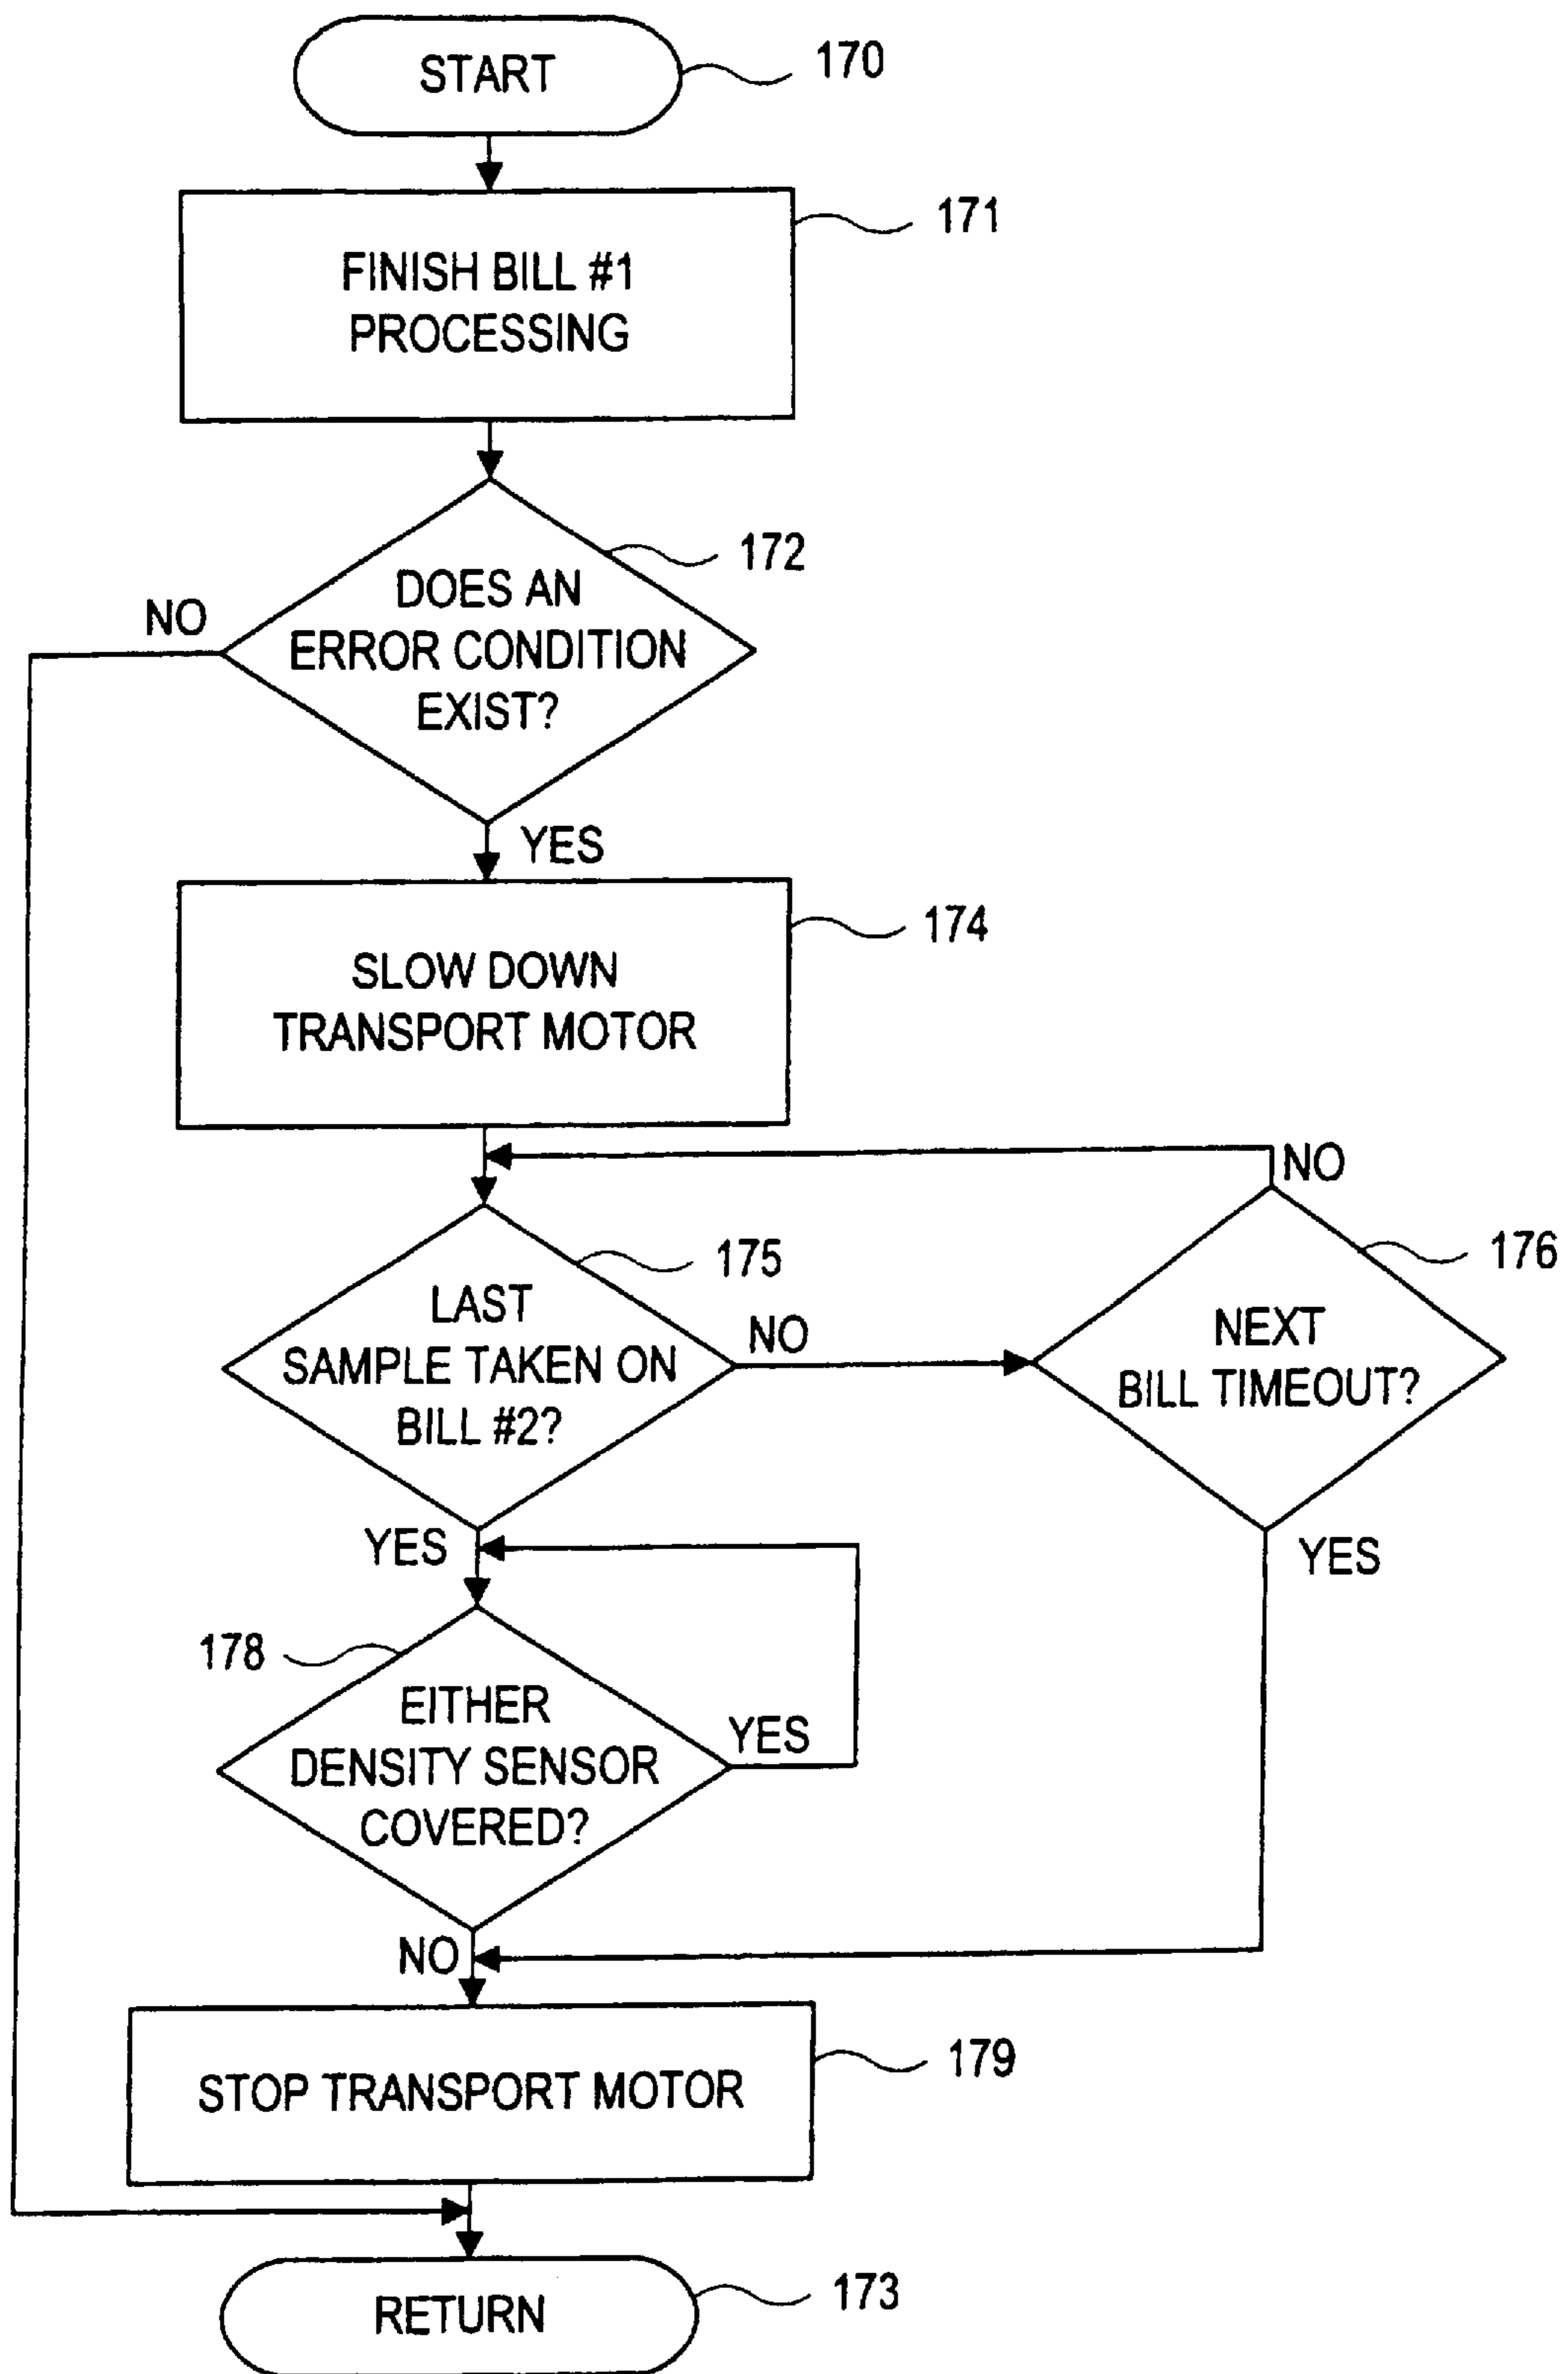 START
170
FINISH BILL #1
PROCESSING
171
172
DOES AN
ERROR CONDITION
EXIST?
NO
YES
SLOW DOWN
TRANSPORT MOTOR
174
NO
175
LAST
SAMPLE TAKEN ON
BILL #2?
NO
176
NEXT
BILL TIMEOUT?
YES
YES
178
EITHER
DENSITY SENSOR
COVERED?
YES
NO
STOP TRANSPORT MOTOR
179
RETURN
173